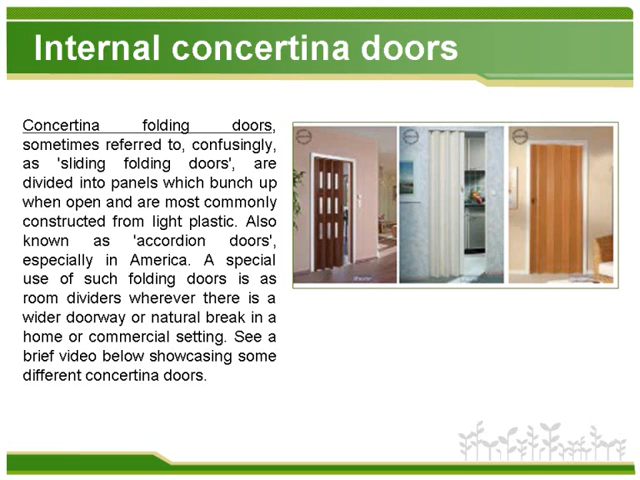 Internal concertina doors
Concertina folding doors,
sometimes referred to, confusingly,
as 'sliding folding doors', are
divided into panels which bunch up
when open and are most commonly
constructed from light plastic. Also
known as 'accordion doors',
especially in America. A special
use of such folding doors is as
room dividers wherever there is a
wider doorway or natural break in a
home or commercial setting. See a
brief video below showcasing some
different concertina doors.